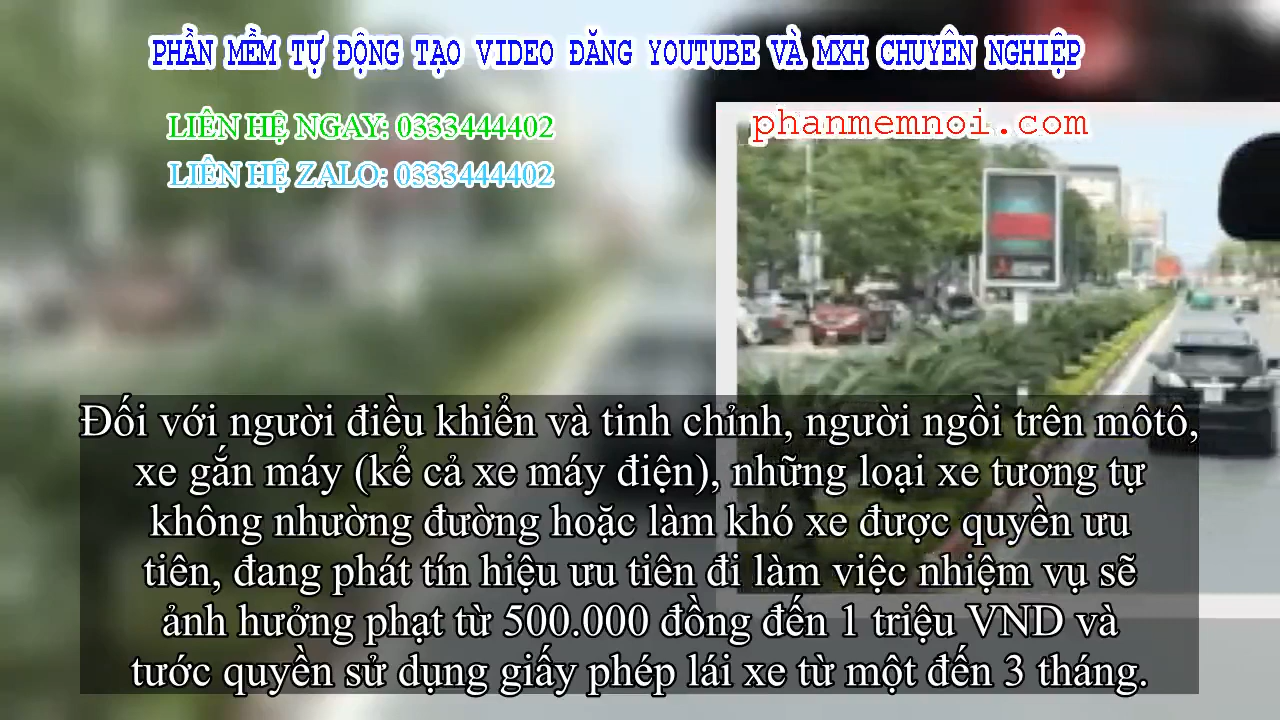 PHẦN MỀM TỰ ĐỘNG TẠO VIDEO ĐĂNG YOUTUBE VÀ MXH CHUYÊN NGHIỆP
LIÊN HỆ NGAY: 0333444402
phanmemnoi.com
LIÊN HỆ ZALO: 0333444402
Đối với người điều khiển và tinh chỉnh, người ngồi trên môtô,
xe gắn máy (kể cả xe máy điện), những loại xe tương tự
không nhường đường hoặc làm khó xe được quyền ưu
tiên, đang phát tín hiệu ưu tiên đi làm việc nhiệm vụ sẽ
ảnh hưởng phạt từ 500.000 đồng đến 1 triệu VND và
tước quyền sử dụng giấy phép lái xe từ một đến 3 tháng.